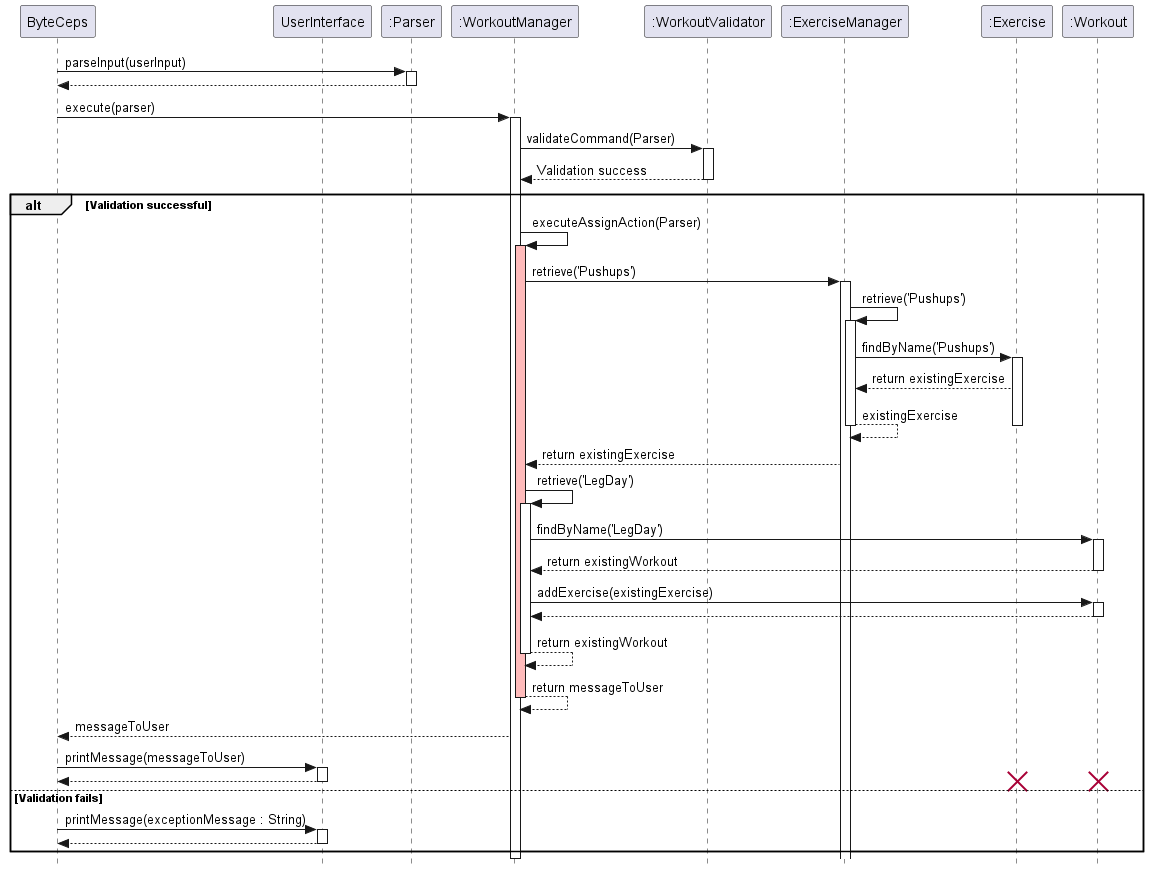 ByteCeps
UserInterface
:Parser
:WorkoutManager
:WorkoutValidator
:ExerciseManager
:Exercise
:Workout
parseInput(userInput)
execute(parser)
validateCommand(Parser)
Validation success
alt
[Validation successful]
executeAssignAction(Parser)
retrieve('Pushups')
retrieve('Pushups')
findByName('Pushups')
return existingExercise
existingExercise
return existingExercise
retrieve('LegDay')
findByName('LegDay')
return existingWorkout
addExercise(existingExercise)
return existingWorkout
return messageToUser
messageToUser
printMessage(messageToUser)
[Validation fails]
printMessage(exceptionMessage : String)